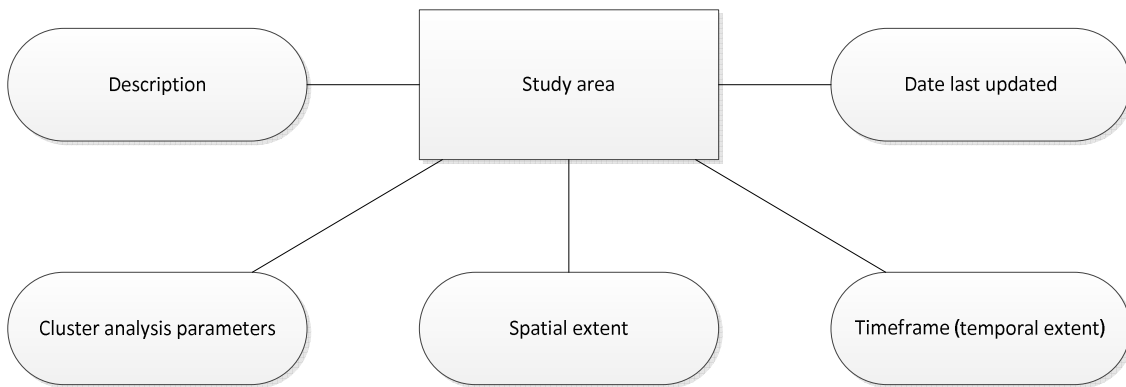 Description
Study area
Date last updated
Cluster analysis parameters
Spatial extent
Timeframe (temporal extent)